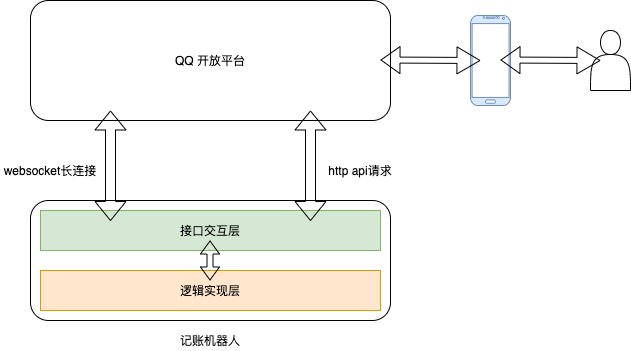 QQ 开放平台
websocket长连接
http api请求
接口交互层
逻辑实现层
记账机器人